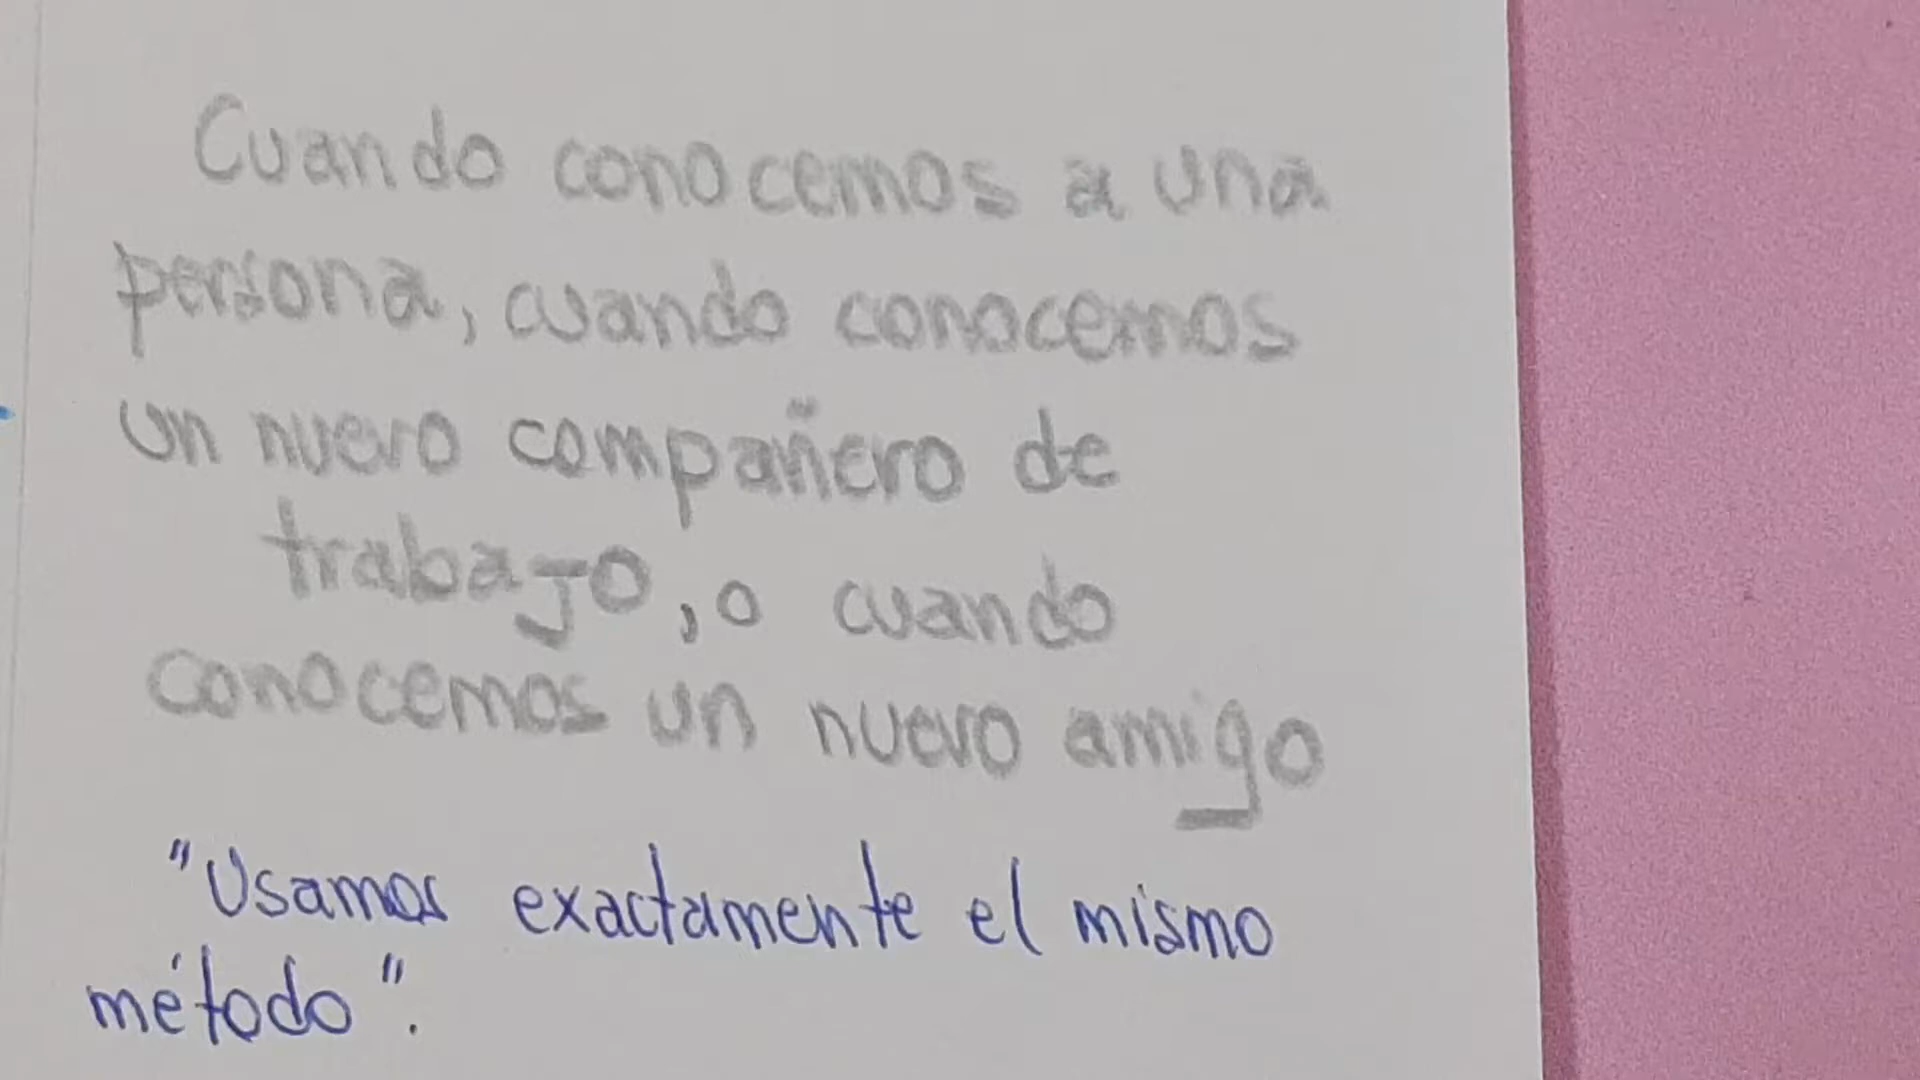 Cuando conocemos a una
persona, cuando conocemos
un nuevo compañero de
trabajo, o cuando
conocemos un nuevo amigo
"Usamos exactamente el mismo
método".